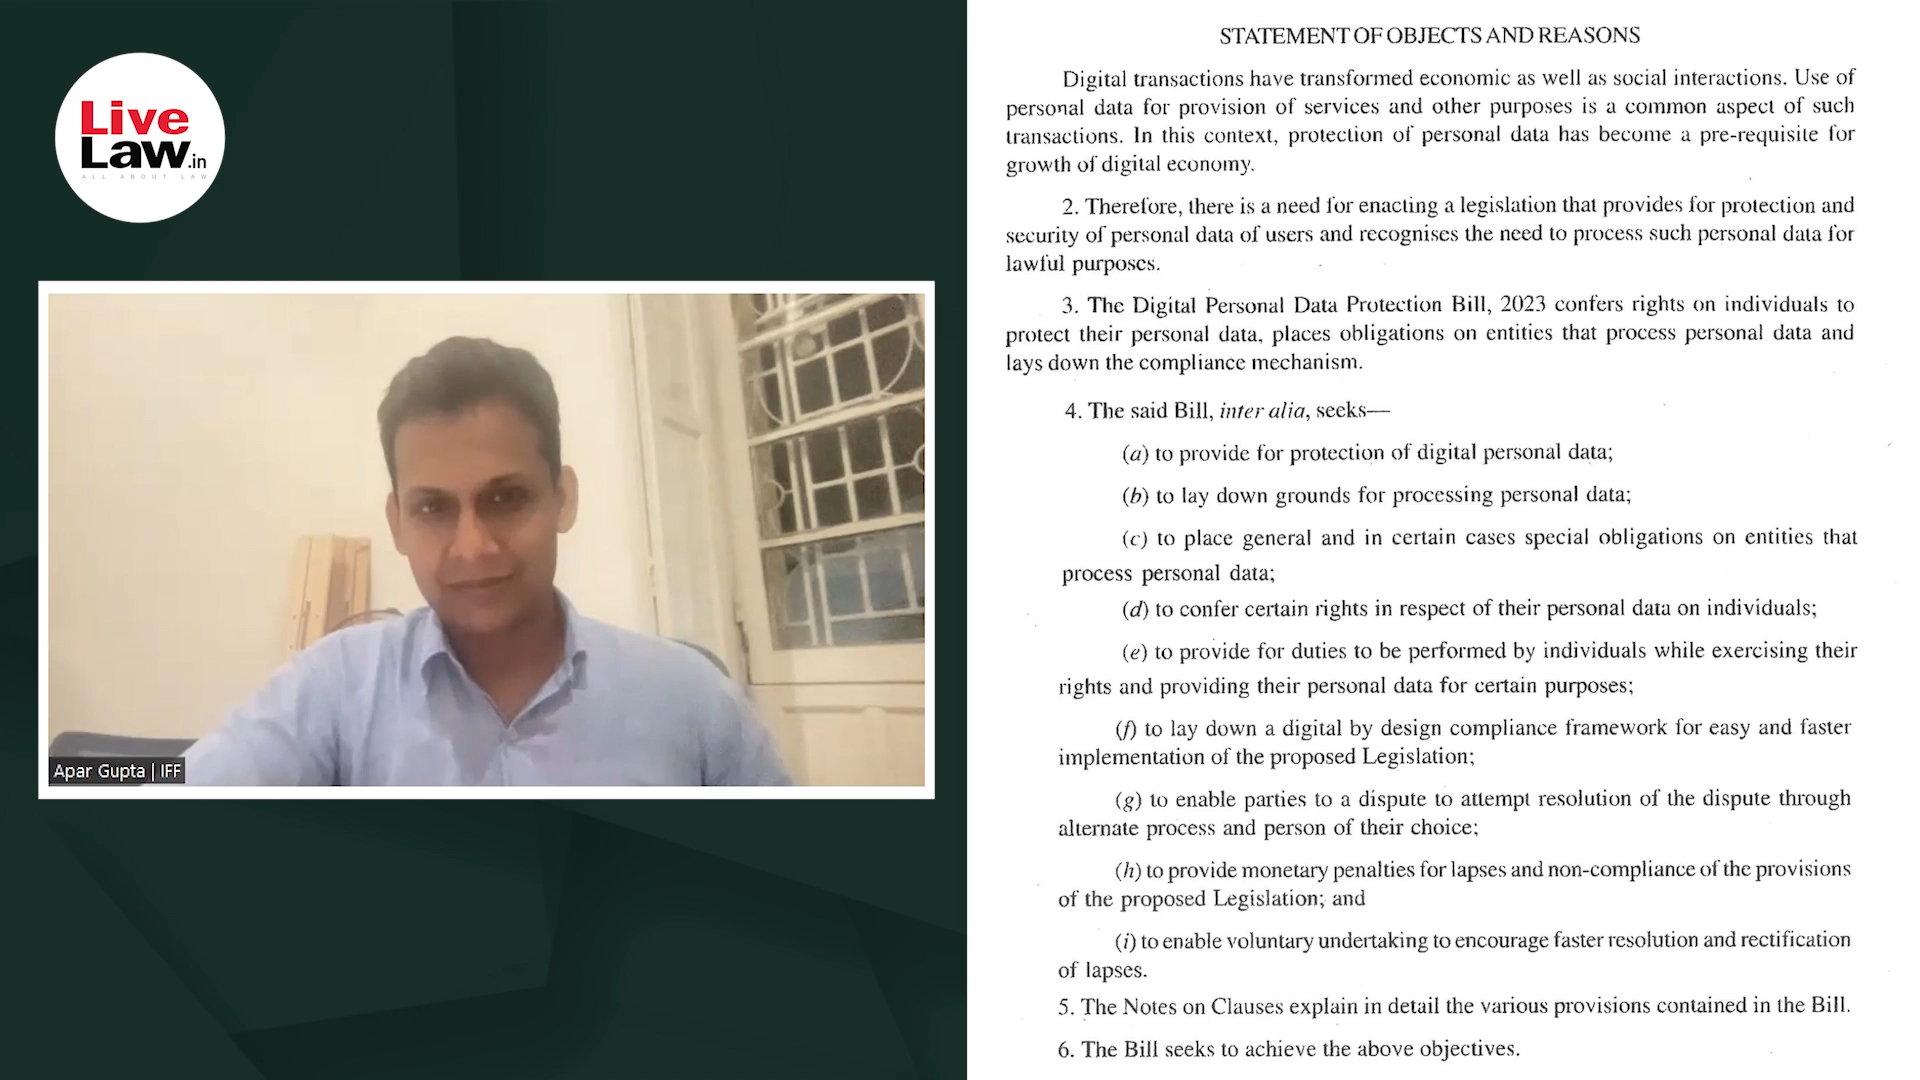 Live
Law.in
ALL ABOUT LAW
Apar Gupta | IFF
STATEMENT OF OBJECTS AND REASONS
Digital transactions have transformed economic as well as social interactions. Use of
personal data for provision of services and other purposes is a common aspect of such
transactions. In this context, protection of personal data has become a pre-requisite for
growth of digital economy.
2. Therefore, there is a need for enacting a legislation that provides for protection and
security of personal data of users and recognises the need to process such personal data for
lawful purposes.
3. The Digital Personal Data Protection Bill, 2023 confers rights on individuals to
protect their personal data, places obligations on entities that process personal data and
lays down the compliance mechanism.
4. The said Bill, inter alia, seeks—
(a) to provide for protection of digital personal data;
(b) to lay down grounds for processing personal data;
(c) to place general and in certain cases special obligations on entities that
process personal data;
(d) to confer certain rights in respect of their personal data on individuals;
(e) to provide for duties to be performed by individuals while exercising their
rights and providing their personal data for certain purposes;
(f) to lay down a digital by design compliance framework for easy and faster
implementation of the proposed Legislation;
(g) to enable parties to a dispute to attempt resolution of the dispute through
alternate process and person of their choice;
(h) to provide monetary penalties for lapses and non-compliance of the provisions
of the proposed Legislation; and
(i) to enable voluntary undertaking to encourage faster resolution and rectification
of lapses.
5. The Notes on Clauses explain in detail the various provisions contained in the Bill.
6. The Bill seeks to achieve the above objectives.